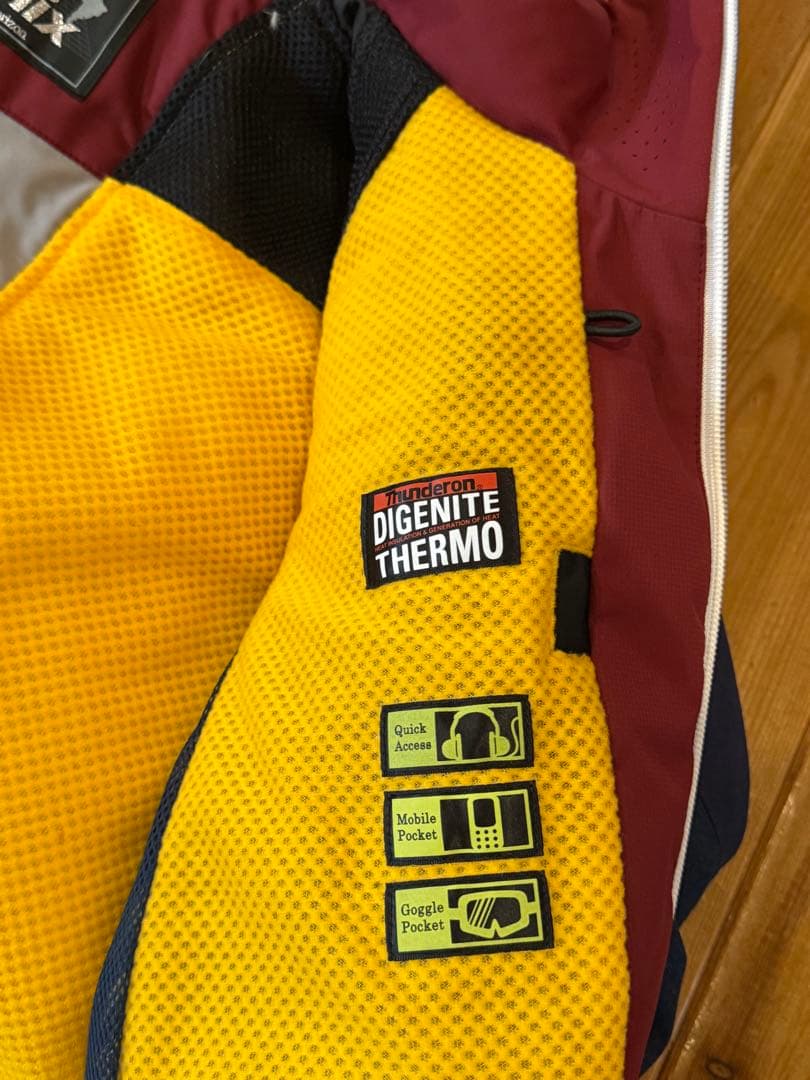 Thunderon®
DIGENITE
HEAT INSULATION & GENERATION OF HEAT
THERMO
Quick
Access
Mobile
Pocket
Goggle
Pocket